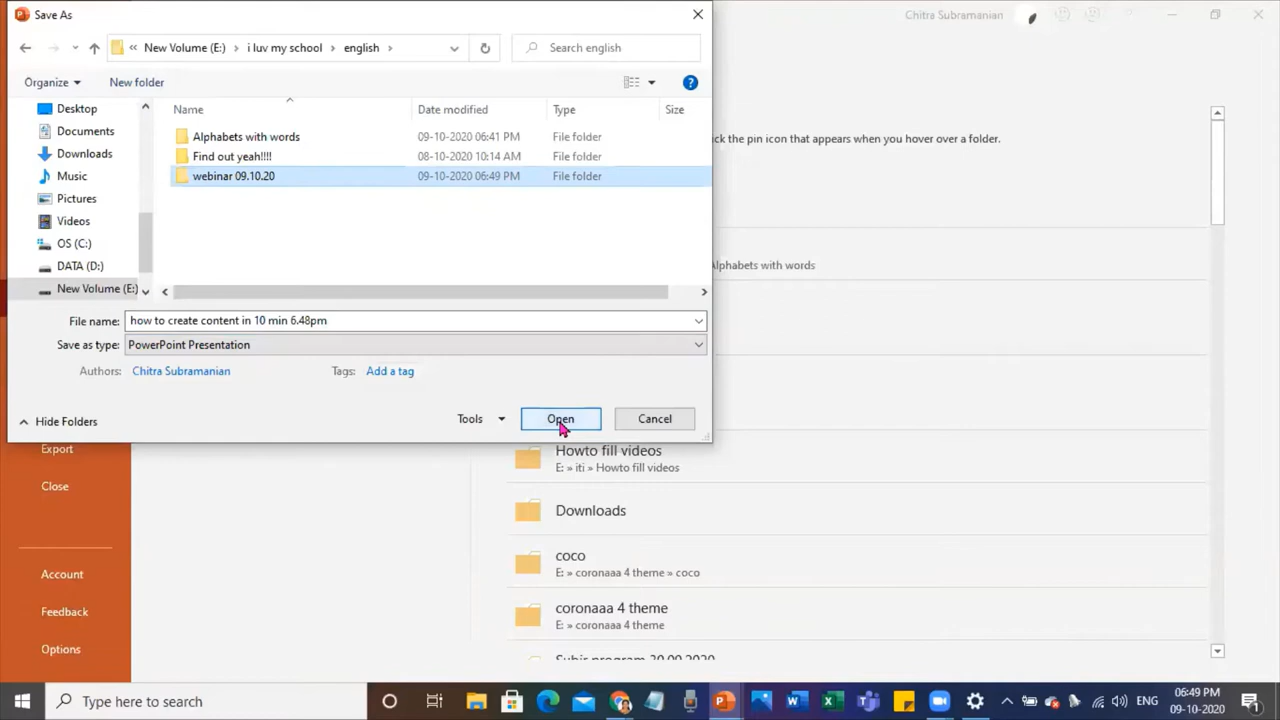 Save As
Chitra Subramanian
« New Volume (E:) › i luv my school › english ›
Search english
Organize
New folder
Name
Date modified
Type
Size
Desktop
Documents
Downloads
Music
Pictures
Videos
OS (C:)
DATA (D:)
New Volume (E:)
Alphabets with words 09-10-2020 06:41 PM File folder
Find out yeah!!!! 08-10-2020 10:14 AM File folder
webinar 09.10.20 09-10-2020 06:49 PM File folder
ck the pin icon that appears when you hover over a folder.
Alphabets with words
File name: how to create content in 10 min 6.48pm
Save as type: PowerPoint Presentation
Authors: Chitra Subramanian
Tags: Add a tag
Hide Folders
Tools
Open
Cancel
Export
Close
Account
Feedback
Options
Howto fill videos
E: » iti » Howto fill videos
Downloads
coco
E: » coronaaa 4 theme » coco
coronaaa 4 theme
E: » coronaaa 4 theme
Subir program 30.09.2020
Type here to search
ENG
06:49 PM
09-10-2020
1